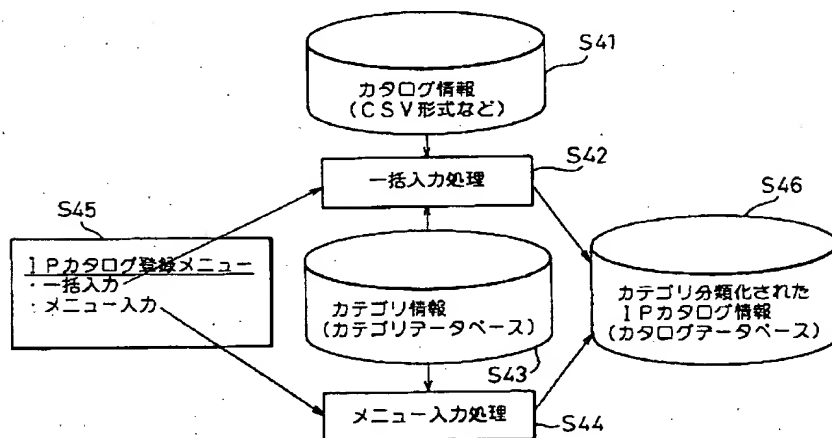 S41
カタログ情報
(CSV形式など)
S42
一括入力処理
S45
IPカタログ登録メニュー
・一括入力
・メニュー入力
カテゴリ情報
(カテゴリデータベース)
S43
S46
カテゴリ分類化された
IPカタログ情報
(カタログデータベース)
メニュー入力処理
S44